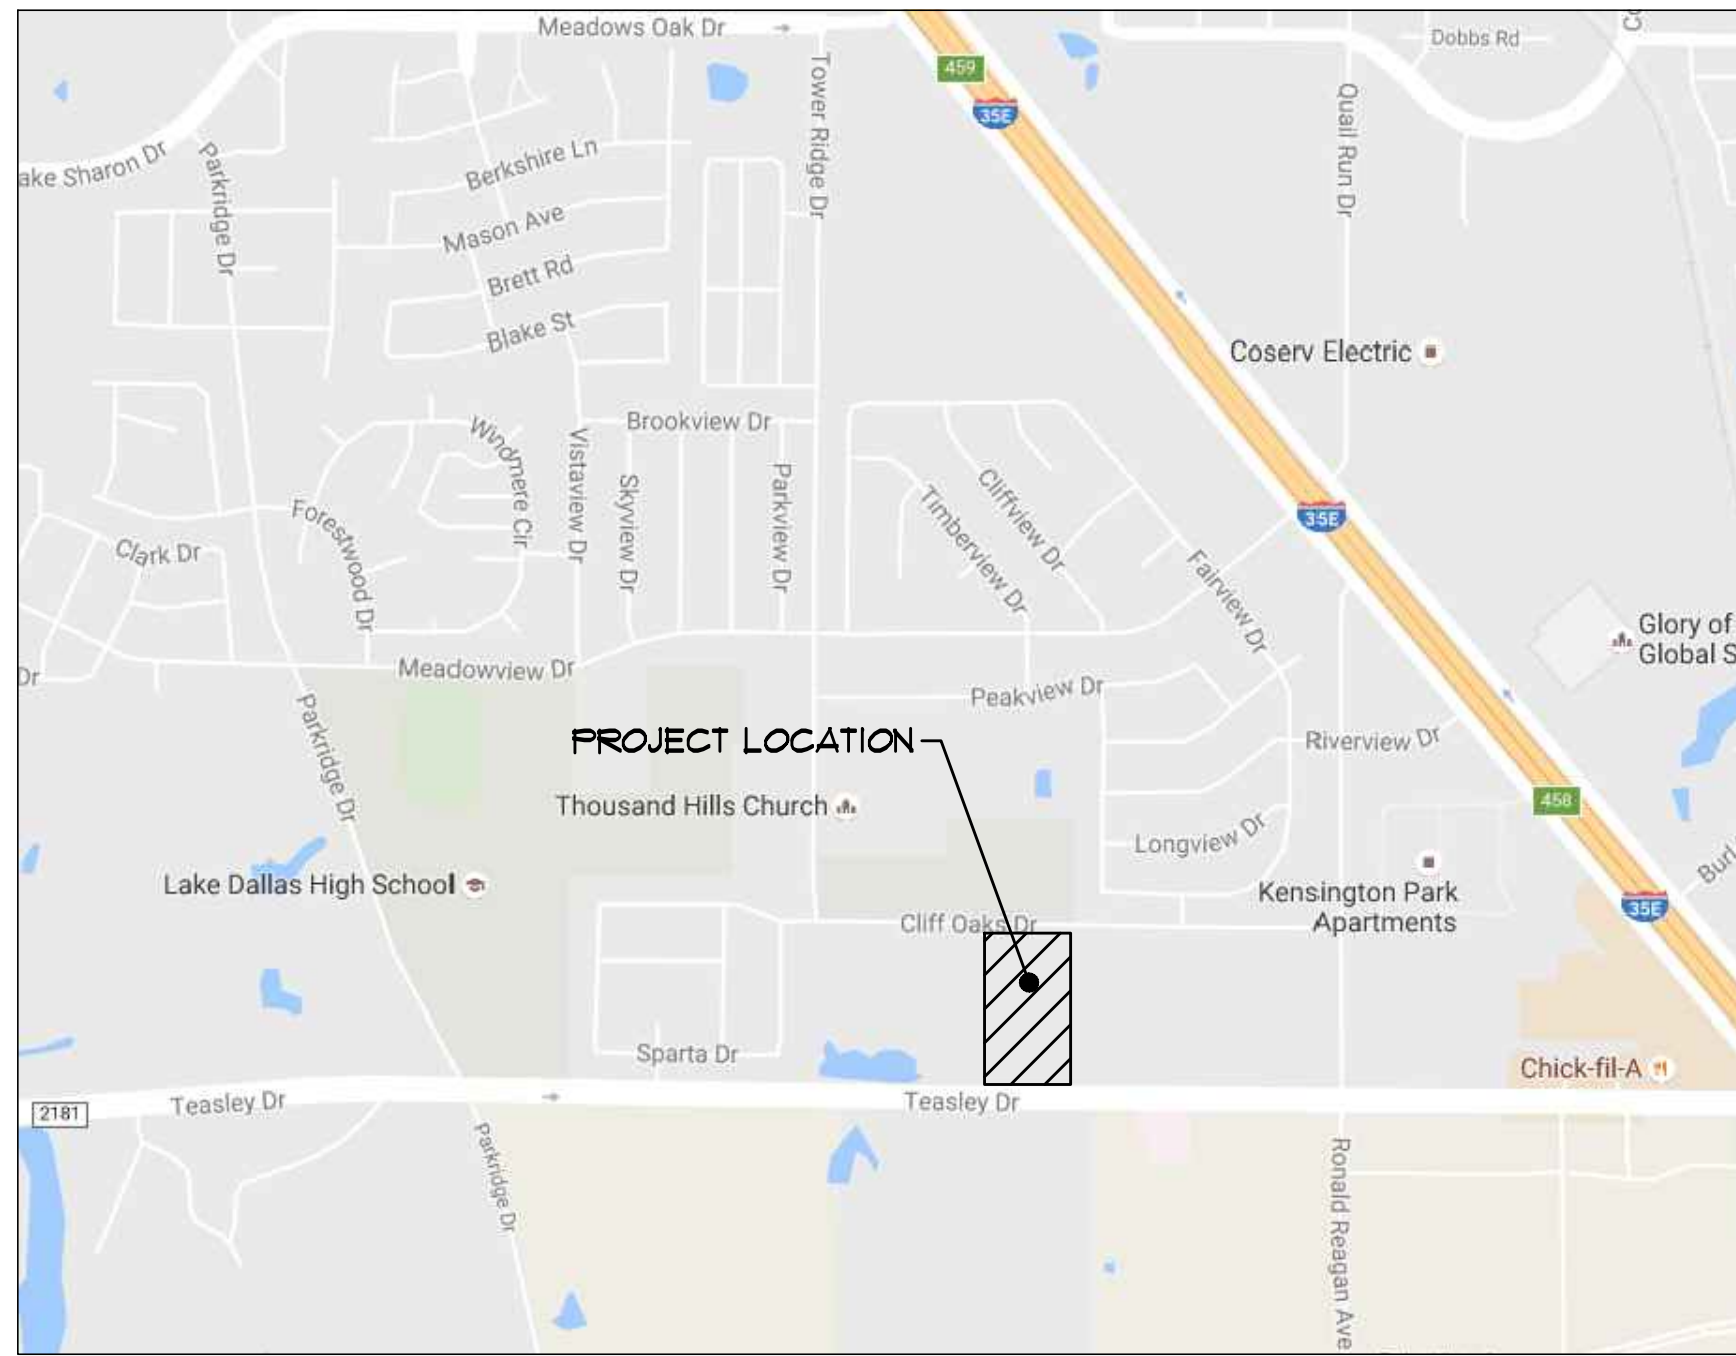 Meadows Oak Dr
Dobbs Rd
459
35E
Tower Ridge Dr
Quail Run Dr
ake Sharon Dr
Parkridge Dr
Berkshire Ln
Mason Ave
Brett Rd
Blake St
Coserv Electric
Brookview Dr
Windmere Cir
Vistaview Dr
Skyview Dr
Parkview Dr
Timberview Dr
Cliffview Dr
35E
Forestwood Dr
Clark Dr
Fairview Dr
Glory of
Global S
Dr
Meadowview Dr
Peakview Dr
Parkridge Dr
PROJECT LOCATION
Riverview Dr
Thousand Hills Church
458
Longview Dr
Lake Dallas High School
Kensington Park
Apartments
Burl
35E
Cliff Oaks Dr
Sparta Dr
Chick-fil-A
2181
Teasley Dr
Teasley Dr
Parkridge Dr
Ronald Reagan Ave